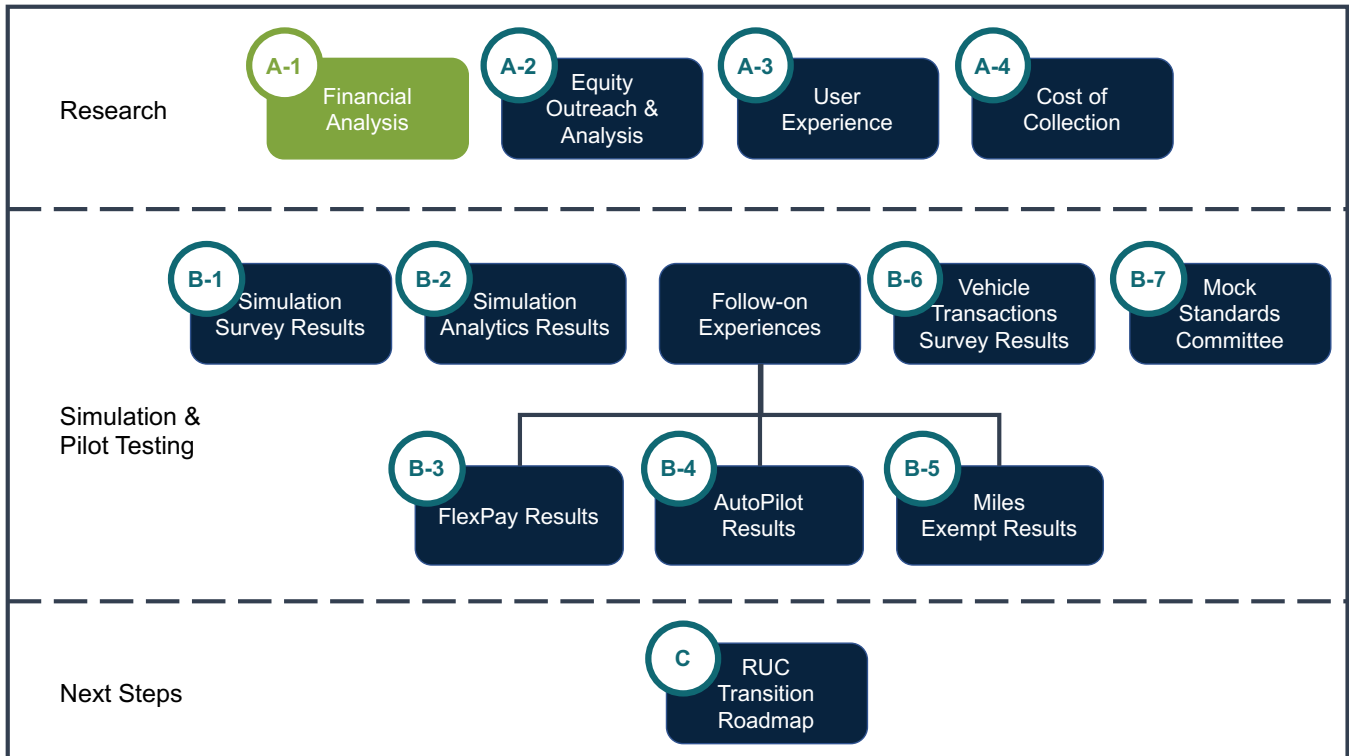 Research
A-1
Financial
Analysis
A-2
Equity
Outreach &
Analysis
A-3
User
Experience
A-4
Cost of
Collection
Simulation &
Pilot Testing
B-1
Simulation
Survey Results
B-2
Simulation
Analytics Results
Follow-on
Experiences
B-6
Vehicle
Transactions
Survey Results
B-7
Mock
Standards
Committee
B-3
FlexPay Results
B-4
AutoPilot
Results
B-5
Miles
Exempt Results
Next Steps
C
RUC
Transition
Roadmap